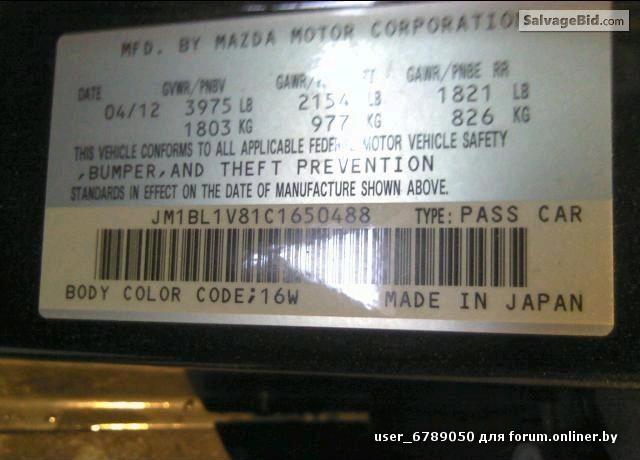 SalvageBid.com
MFD. BY MAZDA MOTOR CORPORATION
DATE GVWR/PNBV GAWR/ GAWR/PNBE RR
04/12 3975 LB 2154 LB 1821 LB
1803 KG 977 KG 826 KG
THIS VEHICLE CONFORMS TO ALL APPLICABLE MOTOR VEHICLE SAFETY
,BUMPER,AND THEFT PREVENTION
STANDARDS IN EFFECT ON THE DATE OF MANUFACTURE SHOWN ABOVE.
JM1BL1V81C1650488 TYPE: PASS CAR
BODY COLOR CODE;16W MADE IN JAPAN
user_6789050 для forum.onliner.by